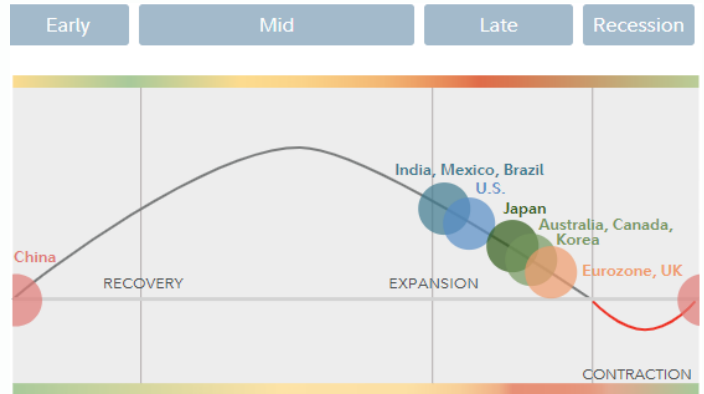 Early
Mid
Late
Recession
India, Mexico, Brazil
U.S.
Japan
Australia, Canada,
Korea
China
Eurozone, UK
RECOVERY
EXPANSION
CONTRACTION